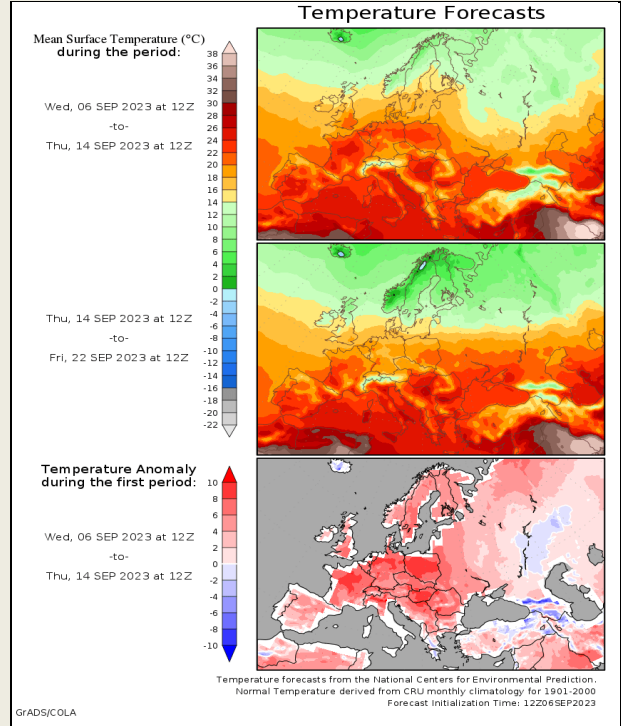 Temperature Forecasts
Mean Surface Temperature (°C)
during the period:
38
36
34
32
30
28
26
24
22
20
18
16
14
12
10
8
6
4
2
0
-2
-4
-6
-8
-10
-12
-14
-16
-18
-20
-22
Wed, 06 SEP 2023 at 12Z
-to-
Thu, 14 SEP 2023 at 12Z
Thu, 14 SEP 2023 at 12Z
-to-
Fri, 22 SEP 2023 at 12Z
Temperature Anomaly
during the first period:
10
8
6
4
2
0
-2
-4
-6
-8
-10
Wed, 06 SEP 2023 at 12Z
-to-
Thu, 14 SEP 2023 at 12Z
Temperature forecasts from the National Centers for Environmental Prediction.
Normal Temperature derived from CRU monthly climatology for 1901-2000
Forecast Initialization Time: 12Z06SEP2023
GrADS/COLA